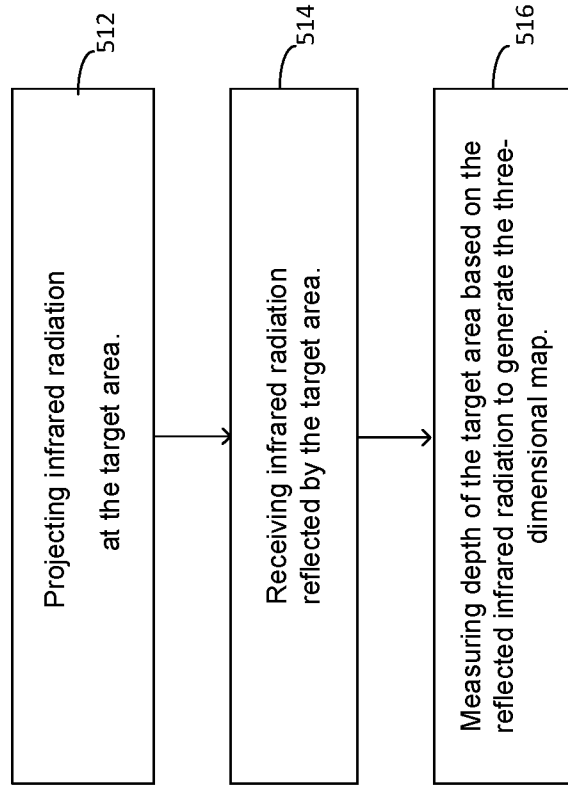 512
Projecting infrared radiation
at the target area.
514
Receiving infrared radiation
reflected by the target area.
516
Measuring depth of the target area based on the
reflected infrared radiation to generate the three-
dimensional map.